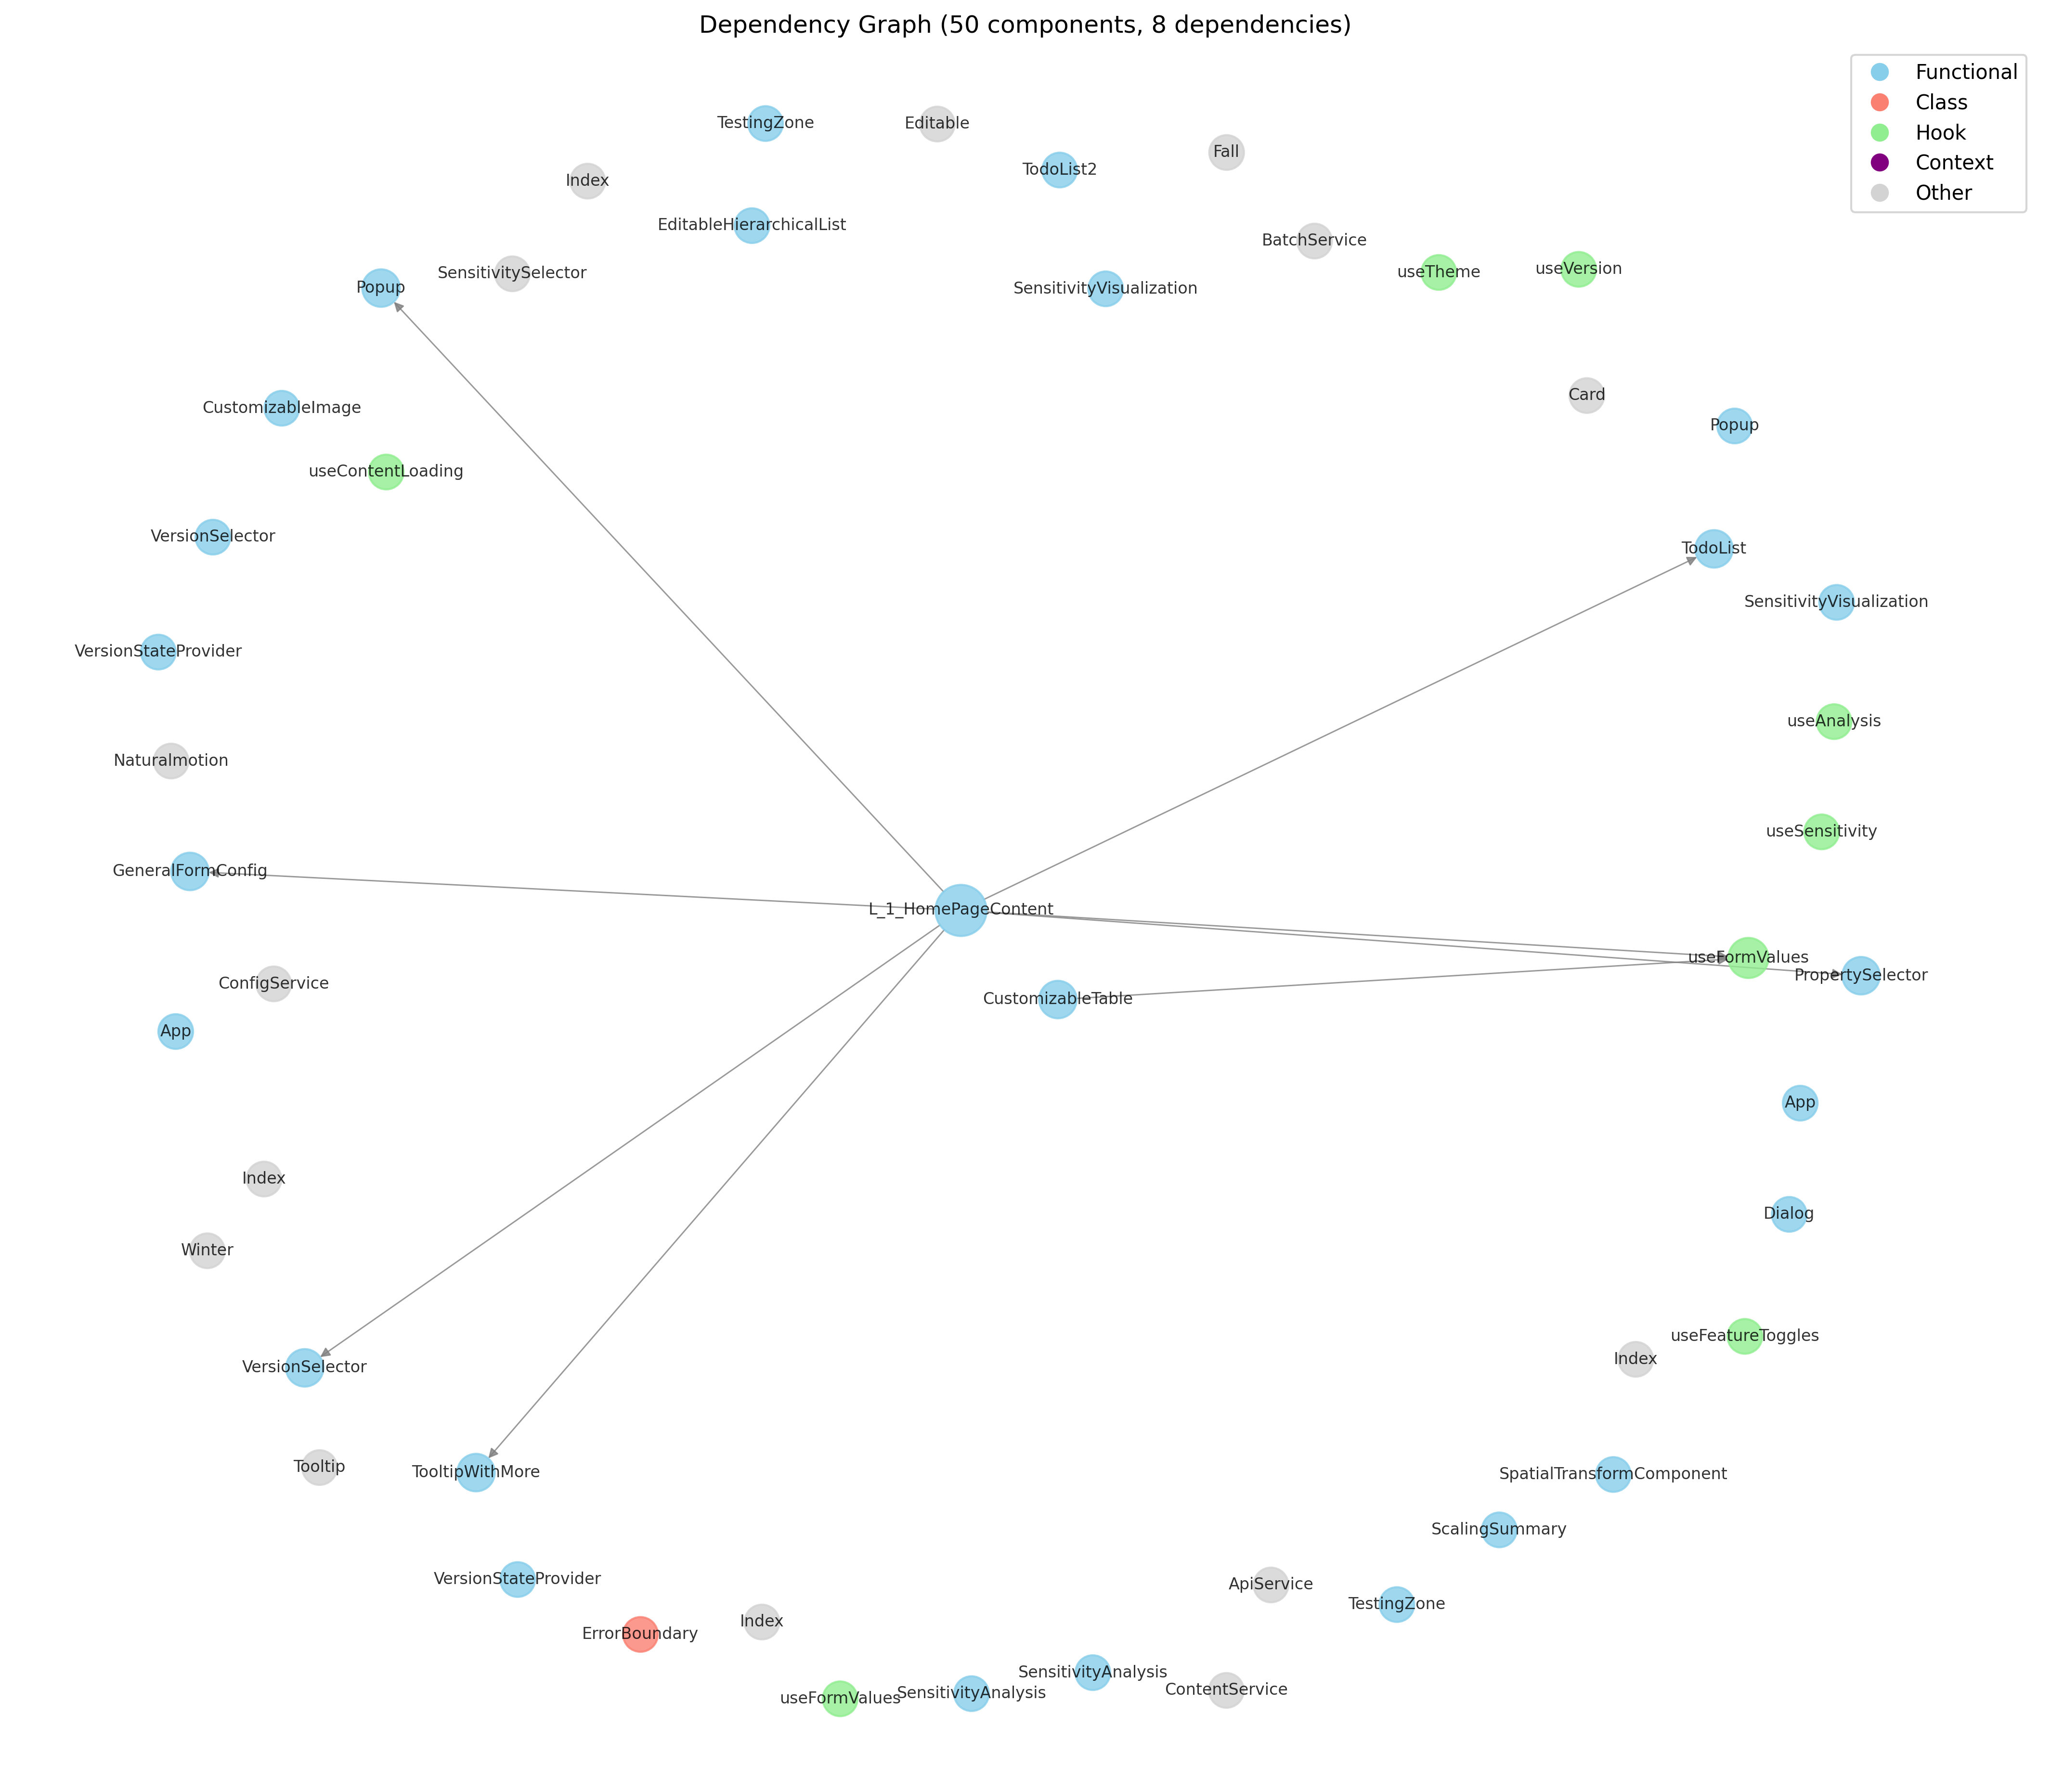 Dependency Graph (50 components, 8 dependencies)
Functional
Class
Hook
Context
Other
TestingZone
Editable
Fall
TodoList2
Index
EditableHierarchicalList
BatchService
useTheme
useVersion
SensitivitySelector
Popup
SensitivityVisualization
Card
CustomizableImage
Popup
useContentLoading
VersionSelector
TodoList
SensitivityVisualization
VersionStateProvider
useAnalysis
Naturalmotion
useSensitivity
GeneralFormConfig
L_1_HomePageContent
useFormValues
PropertySelector
ConfigService
CustomizableTable
App
App
Index
Dialog
Winter
useFeatureToggles
Index
VersionSelector
Tooltip
TooltipWithMore
SpatialTransformComponent
ScalingSummary
VersionStateProvider
ApiService
TestingZone
Index
ErrorBoundary
SensitivityAnalysis
ContentService
SensitivityAnalysis
useFormValues